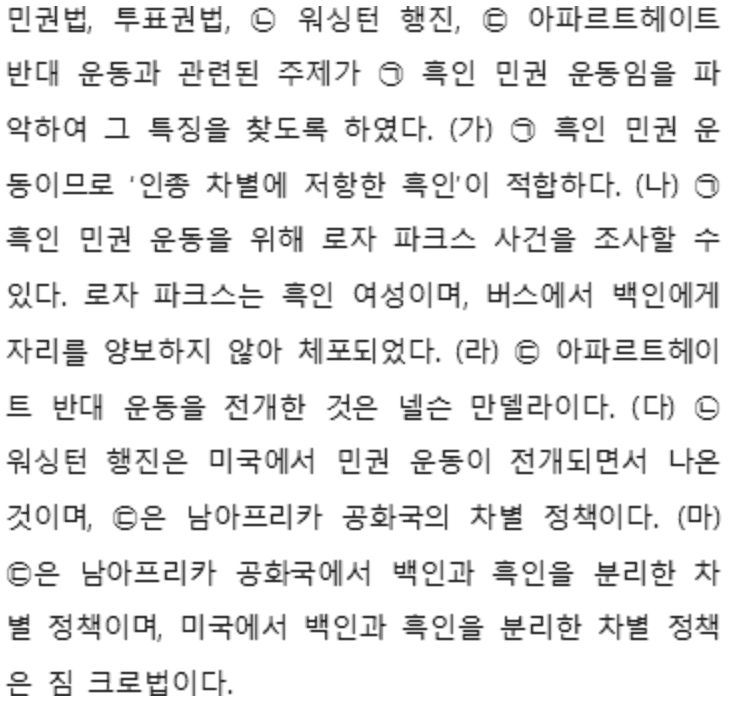 민권법, 투표권법, ㉡ 워싱턴 행진, ㉢ 아파르트헤이트
반대 운동과 관련된 주제가 ㉠ 흑인 민권 운동임을 파
악하여 그 특징을 찾도록 하였다. (가) ㉠ 흑인 민권 운
동이므로 '인종 차별에 저항한 흑인'이 적합하다. (나) ㉠
흑인 민권 운동을 위해 로자 파크스 사건을 조사할 수
있다. 로자 파크스는 흑인 여성이며, 버스에서 백인에게
자리를 양보하지 않아 체포되었다. (라) ㉢ 아파르트헤이
트 반대 운동을 전개한 것은 넬슨 만델라이다. (다) ㉡
워싱턴 행진은 미국에서 민권 운동이 전개되면서 나온
것이며, ㉢은 남아프리카 공화국의 차별 정책이다. (마)
㉢은 남아프리카 공화국에서 백인과 흑인을 분리한 차
별 정책이며, 미국에서 백인과 흑인을 분리한 차별 정책
은 짐 크로법이다.